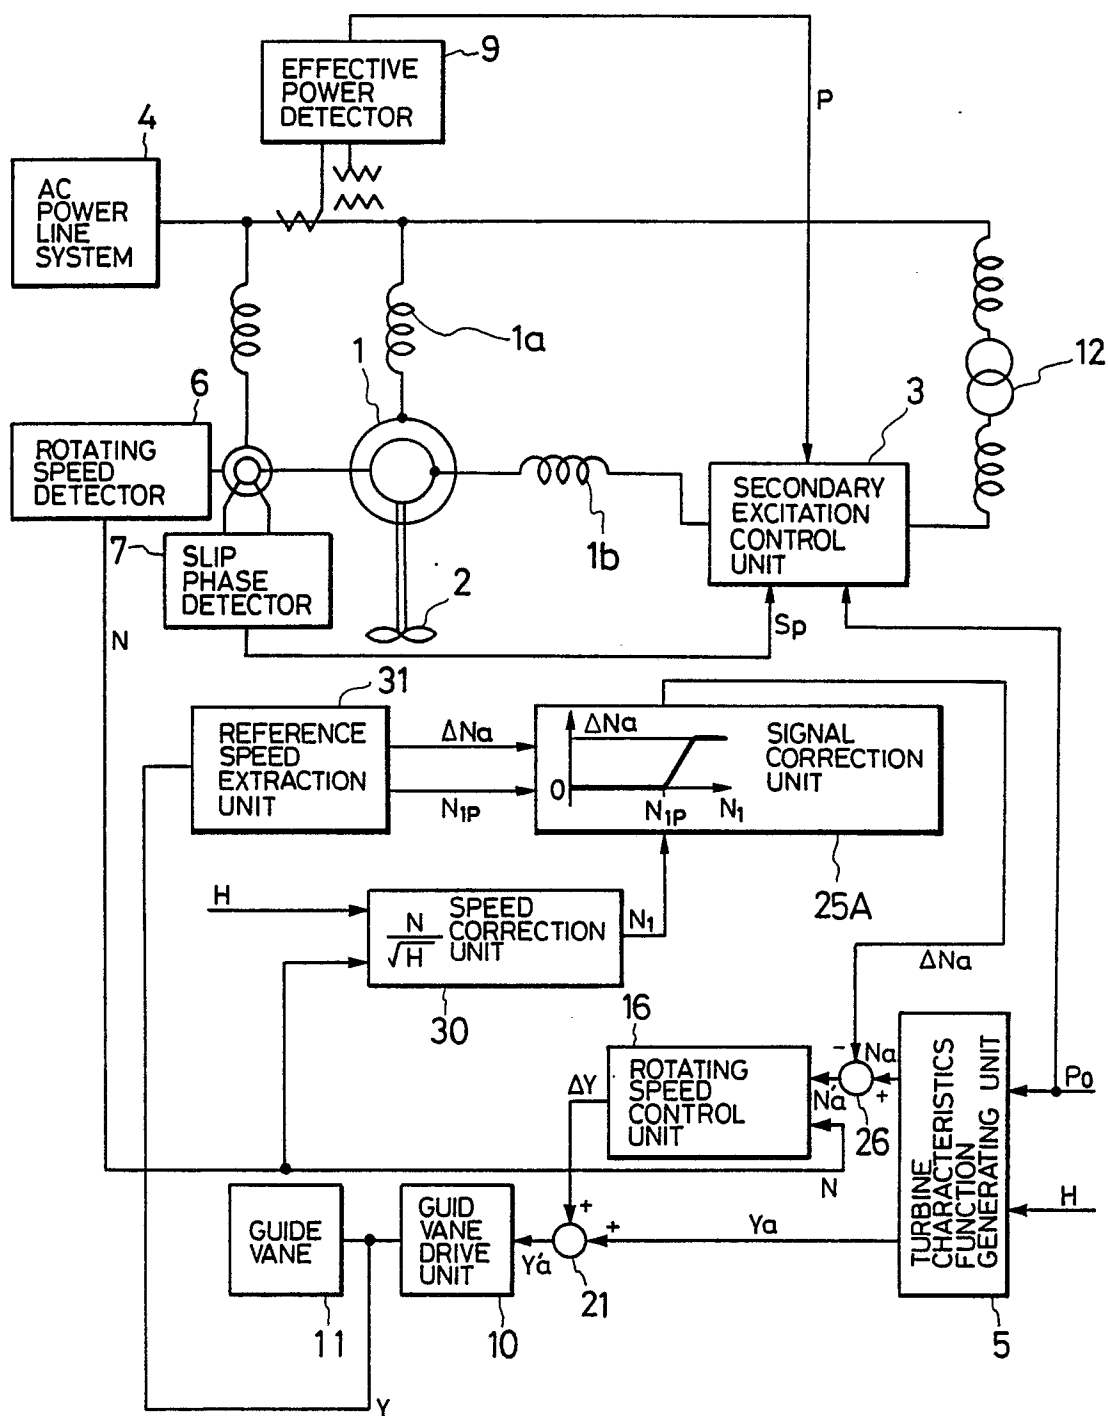 EFFECTIVE
POWER
DETECTOR
9
P
4
AC
POWER
LINE
SYSTEM
1a
1
12
6
3
ROTATING
SPEED
DETECTOR
SECONDARY
EXCITATION
CONTROL
UNIT
1b
7
SLIP
PHASE
DETECTOR
2
N
Sp
31
REFERENCE
SPEED
EXTRACTION
UNIT
ΔNa
N1P
ΔNa
0
N1P
N1
SIGNAL
CORRECTION
UNIT
25A
H
N
√H
SPEED
CORRECTION
UNIT
N1
30
ΔNa
16
ROTATING
SPEED
CONTROL
UNIT
ΔY
-
Na
+
N'a
26
N
TURBINE
CHARACTERISTICS
FUNCTION
GENERATING UNIT
P0
H
5
GUIDE
VANE
11
GUID
VANE
DRIVE
UNIT
10
+
+
Y'a
21
Ya
Y